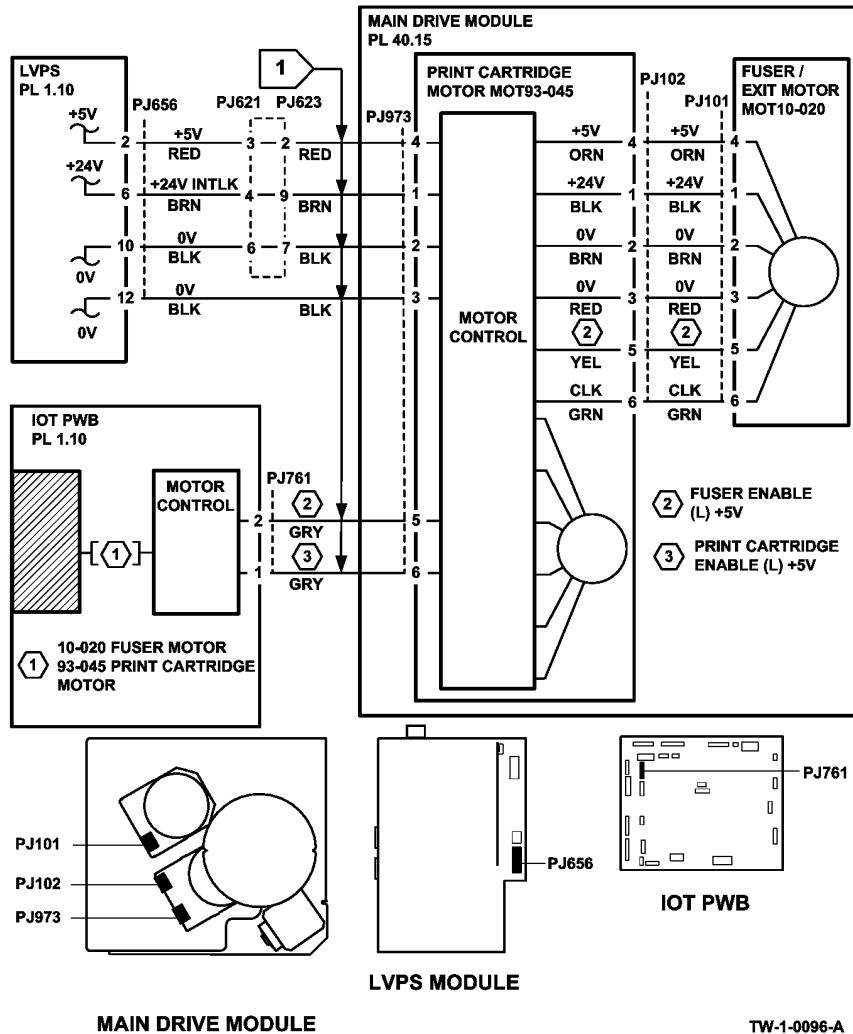 MAIN DRIVE MODULE
PL 40.15
LVPS
PL 1.10
1
PRINT CARTRIDGE
MOTOR MOT93-045
FUSER /
EXIT MOTOR
MOT10-020
PJ656
PJ621 PJ623
PJ973
PJ102
PJ101
+5V
2 +5V 3 2 4
RED RED
+5V 4 +5V 4
ORN ORN
+24V
6 +24V INTLK 4 9 1
BRN BRN
+24V 1 +24V 1
BLK BLK
10 0V 6 7 2
BLK BLK
0V
0V 2 0V 2
BRN BRN
12 0V 3
BLK BLK
0V
0V 3 0V 3
RED RED
MOTOR
CONTROL
2 5 2 5
YEL YEL
CLK 6 CLK 6
GRN GRN
IOT PWB
PL 1.10
MOTOR
CONTROL
PJ761
2 2 5
GRY
1 3 6
GRY
1
2 FUSER ENABLE
(L) +5V
3 PRINT CARTRIDGE
ENABLE (L) +5V
1 10-020 FUSER MOTOR
93-045 PRINT CARTRIDGE
MOTOR
PJ101
PJ102
PJ973
MAIN DRIVE MODULE
PJ656
LVPS MODULE
PJ761
IOT PWB
TW-1-0096-A